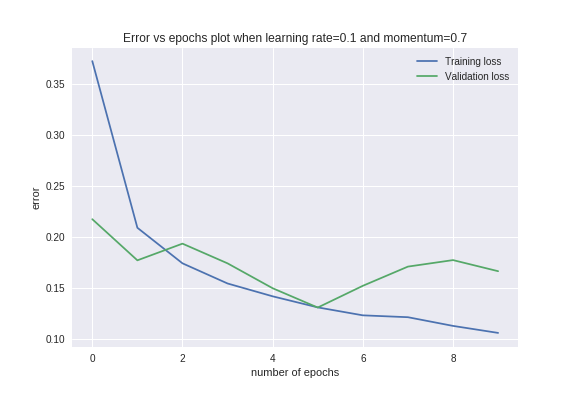 Error vs epochs plot when learning rate=0.1 and momentum=0.7
Training loss
Validation loss
0.35
0.30
0.25
0.20
0.15
0.10
error
0 2 4 6 8
number of epochs